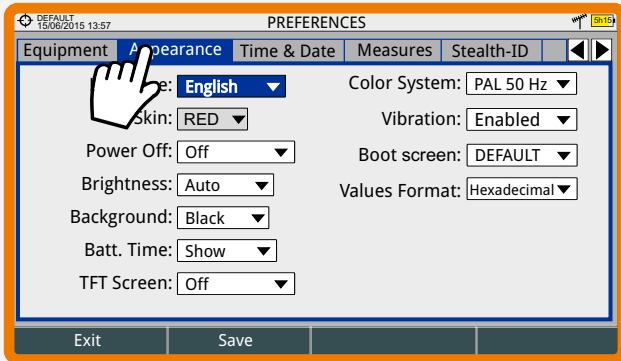 DEFAULT
15/06/2015 13:57
PREFERENCES
5h15
Equipment Appearance Time & Date Measures Stealth-ID
e: English
Skin: RED
Power Off: Off
Brightness: Auto
Background: Black
Batt. Time: Show
TFT Screen: Off
Color System: PAL 50 Hz
Vibration: Enabled
Boot screen: DEFAULT
Values Format: Hexadecimal
Exit Save